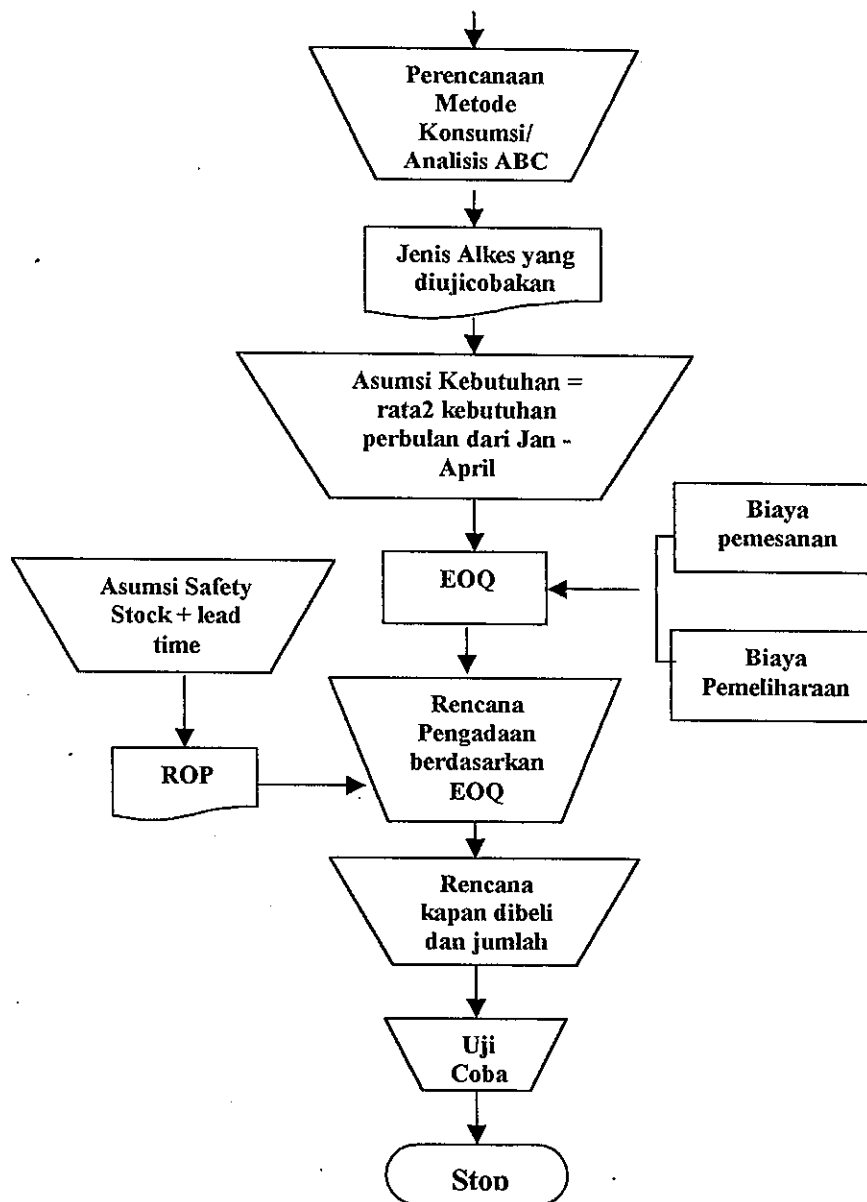 Perencanaan
Metode
Konsumsi/
Analisis ABC
Jenis Alkes yang
diujicobakan
Asumsi Kebutuhan =
rata2 kebutuhan
perbulan dari Jan -
April
Biaya
pemesanan
EOQ
Asumsi Safety
Stock + lead
time
Biaya
Pemeliharaan
Rencana
Pengadaan
berdasarkan
EOQ
ROP
Rencana
kapan dibeli
dan jumlah
Uji
Coba
Stop